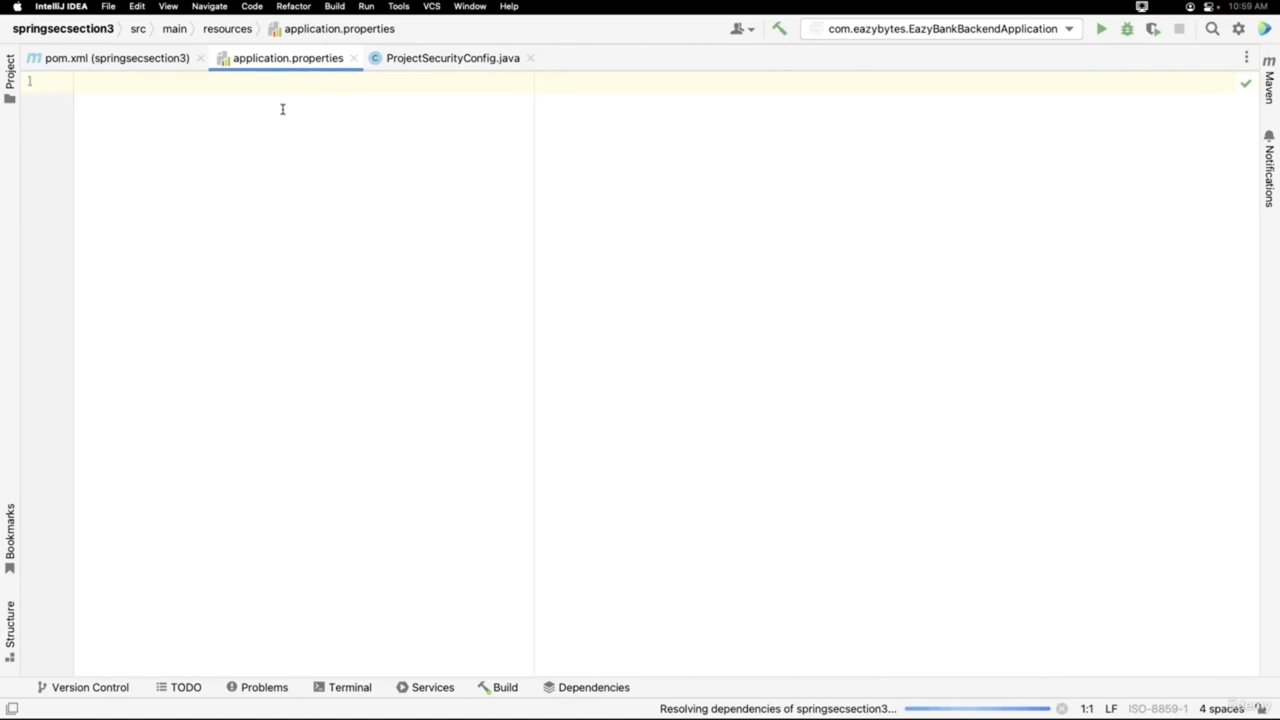 IntelliJ IDEA File Edit View Navigate Code Refactor Build Run Tools VCS Window Help 10:59 AM
springsecsection3 src main resources application.properties com.eazybytes.EazyBankBackendApplication
pom.xml (springsecsection3) application.properties ProjectSecurityConfig.java
1
Project
Bookmarks
Structure
Maven
Notifications
Version Control TODO Problems Terminal Services Build Dependencies
Resolving dependencies of springsecsection3... 1:1 LF ISO-8859-1 4 spaces